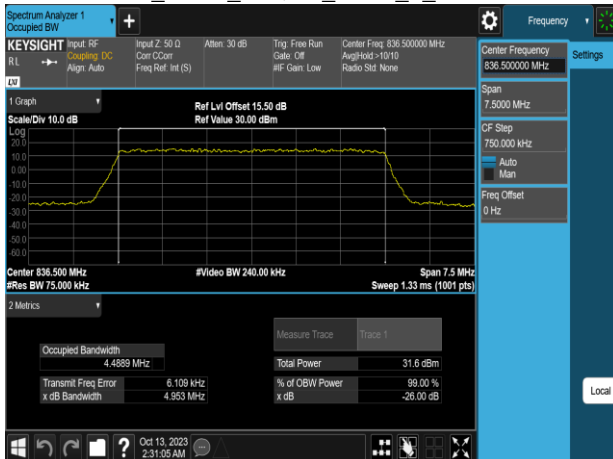 Spectrum Analyzer 1
Occupied BW
Frequency
KEYSIGHT
RL
LXI
Input: RF
Coupling: DC
Align: Auto
Input Z: 50 Ω
Corr CCorr
Freq Ref: Int (S)
Atten: 30 dB
Trig: Free Run
Gate: Off
#IF Gain: Low
Center Freq: 836.500000 MHz
Avg|Hold:>10/10
Radio Std: None
Center Frequency
836.500000 MHz
Settings
Span
7.5000 MHz
CF Step
750.000 kHz
Auto
Man
Freq Offset
0 Hz
Local
1 Graph
Scale/Div 10.0 dB
Ref Lvl Offset 15.50 dB
Ref Value 30.00 dBm
Log
20.0
10.0
0.00
-10.0
-20.0
-30.0
-40.0
-50.0
-60.0
Center 836.500 MHz
#Video BW 240.00 kHz
Span 7.5 MHz
#Res BW 75.000 kHz
Sweep 1.33 ms (1001 pts)
2 Metrics
Measure Trace
Trace 1
Occupied Bandwidth
4.4889 MHz
Total Power
31.6 dBm
Transmit Freq Error
6.109 kHz
% of OBW Power
99.00 %
x dB Bandwidth
4.953 MHz
x dB
-26.00 dB
Oct 13, 2023
2:31:05 AM